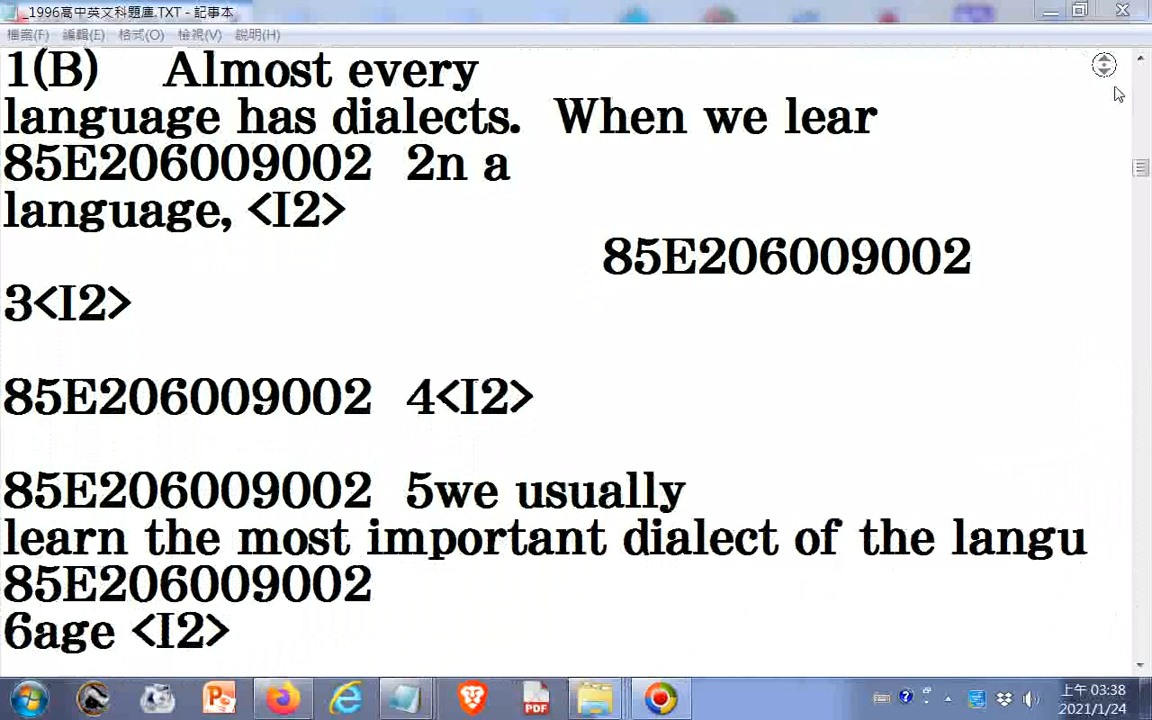 _1996高中英文科題庫.TXT - 記事本
檔案(F) 編輯(E) 格式(O) 檢視(V) 說明(H)
1(B) Almost every
language has dialects. When we lear
85E206009002 2n a
language, <I2>
85E206009002
3<I2>
85E206009002 4<I2>
85E206009002 5we usually
learn the most important dialect of the langu
85E206009002
6age <I2>
PDF
上午 03:38
2021/1/24